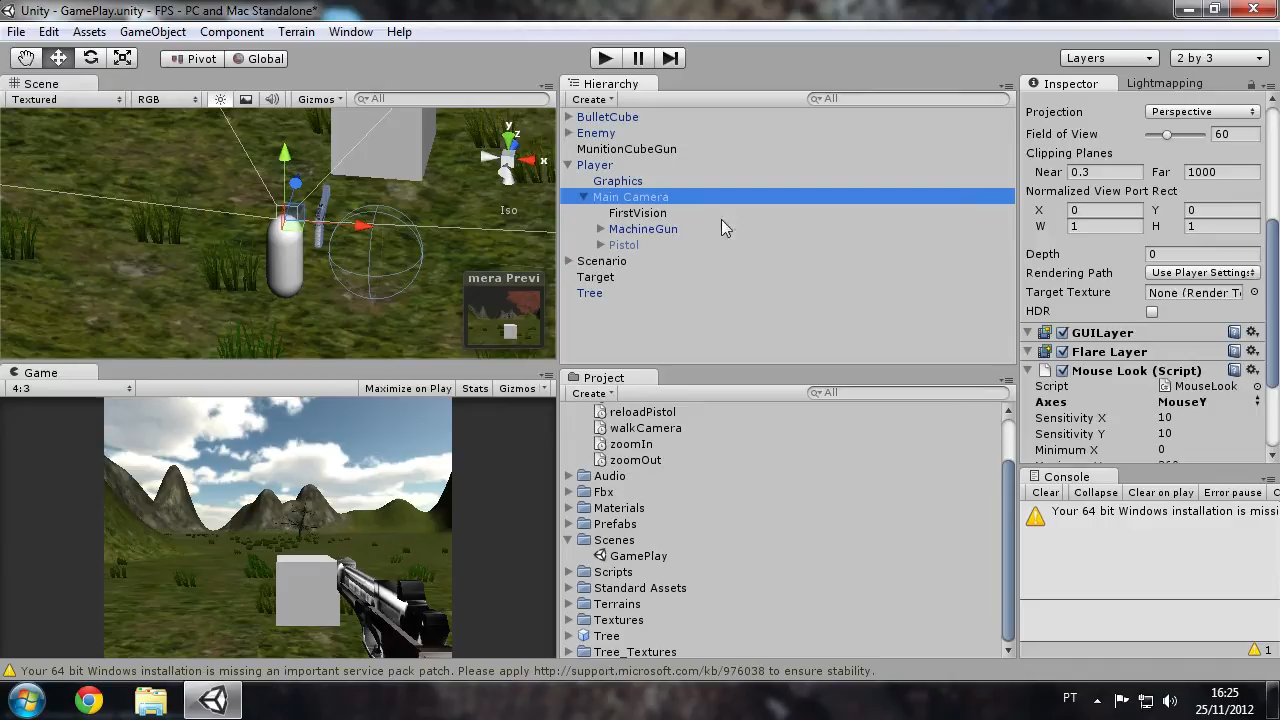 Unity - GamePlay.unity - FPS - PC and Mac Standalone*
File Edit Assets GameObject Component Terrain Window Help
Pivot Global Layers 2 by 3
Scene
Textured RGB Gizmos All
y
z
x
Iso
mera Previ
Hierarchy
Create All
BulletCube
Enemy
MunitionCubeGun
Player
Graphics
Main Camera
FirstVision
MachineGun
Pistol
Scenario
Target
Tree
Inspector Lightmapping
Projection Perspective
Field of View 60
Clipping Planes
Near 0.3 Far 1000
Normalized View Port Rect
X 0 Y 0
W 1 H 1
Depth 0
Rendering Path Use Player Settings
Target Texture None (Render T
HDR
GUILayer
Flare Layer
Mouse Look (Script)
Script MouseLook
Axes MouseY
Sensitivity X 10
Sensitivity Y 10
Minimum X 0
Game
4:3 Maximize on Play Stats Gizmos
Project
Create All
reloadPistol
walkCamera
zoomIn
zoomOut
Audio
Fbx
Materials
Prefabs
Scenes
GamePlay
Scripts
Standard Assets
Terrains
Textures
Tree
Tree_Textures
Console
Clear Collapse Clear on play Error pause
Your 64 bit Windows installation is missi
1
Your 64 bit Windows installation is missing an important service pack patch. Please apply http://support.microsoft.com/kb/976038 to ensure stability.
1
PT
16:25
25/11/2012